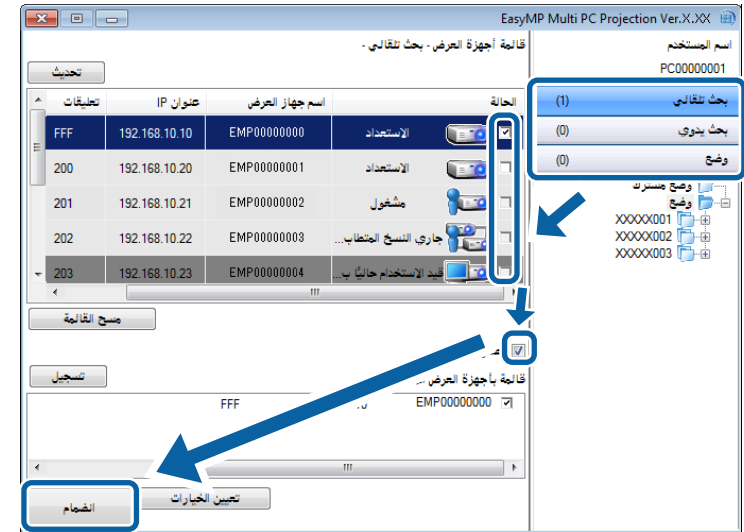 EasyMP Multi PC Projection Ver.X.XX
اسم المستخدم
PC00000001
بحث تلقائي (1)
بحث يدوي (0)
وضع (0)
وضع مشترك
وضع
XXXXX001
XXXXX002
XXXXX003
قائمة أجهزة العرض - بحث تلقائي -
تحديث
الحالة اسم جهاز العرض عنوان IP تعليقات
الاستعداد EMP00000000 192.168.10.10 FFF
الاستعداد EMP00000001 192.168.10.20 200
مشغول EMP00000002 192.168.10.21 201
جاري النسخ المتطاب... EMP00000003 192.168.10.22 202
قيد الاستخدام حاليًا ب... EMP00000004 192.168.10.23 203
مسح القائمة
قائمة بأجهزة العرض
تسجيل
EMP00000000 FFF
تعيين الخيارات
انضمام